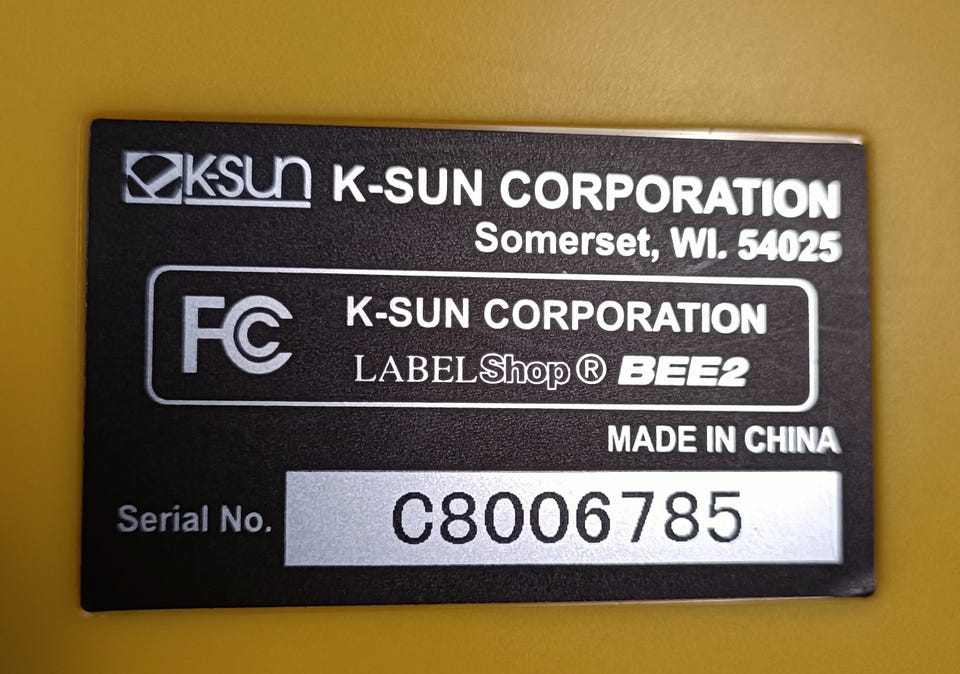 K-SUN K-SUN CORPORATION
Somerset, WI. 54025
FC K-SUN CORPORATION
LABELShop® BEE2
MADE IN CHINA
Serial No. C8006785